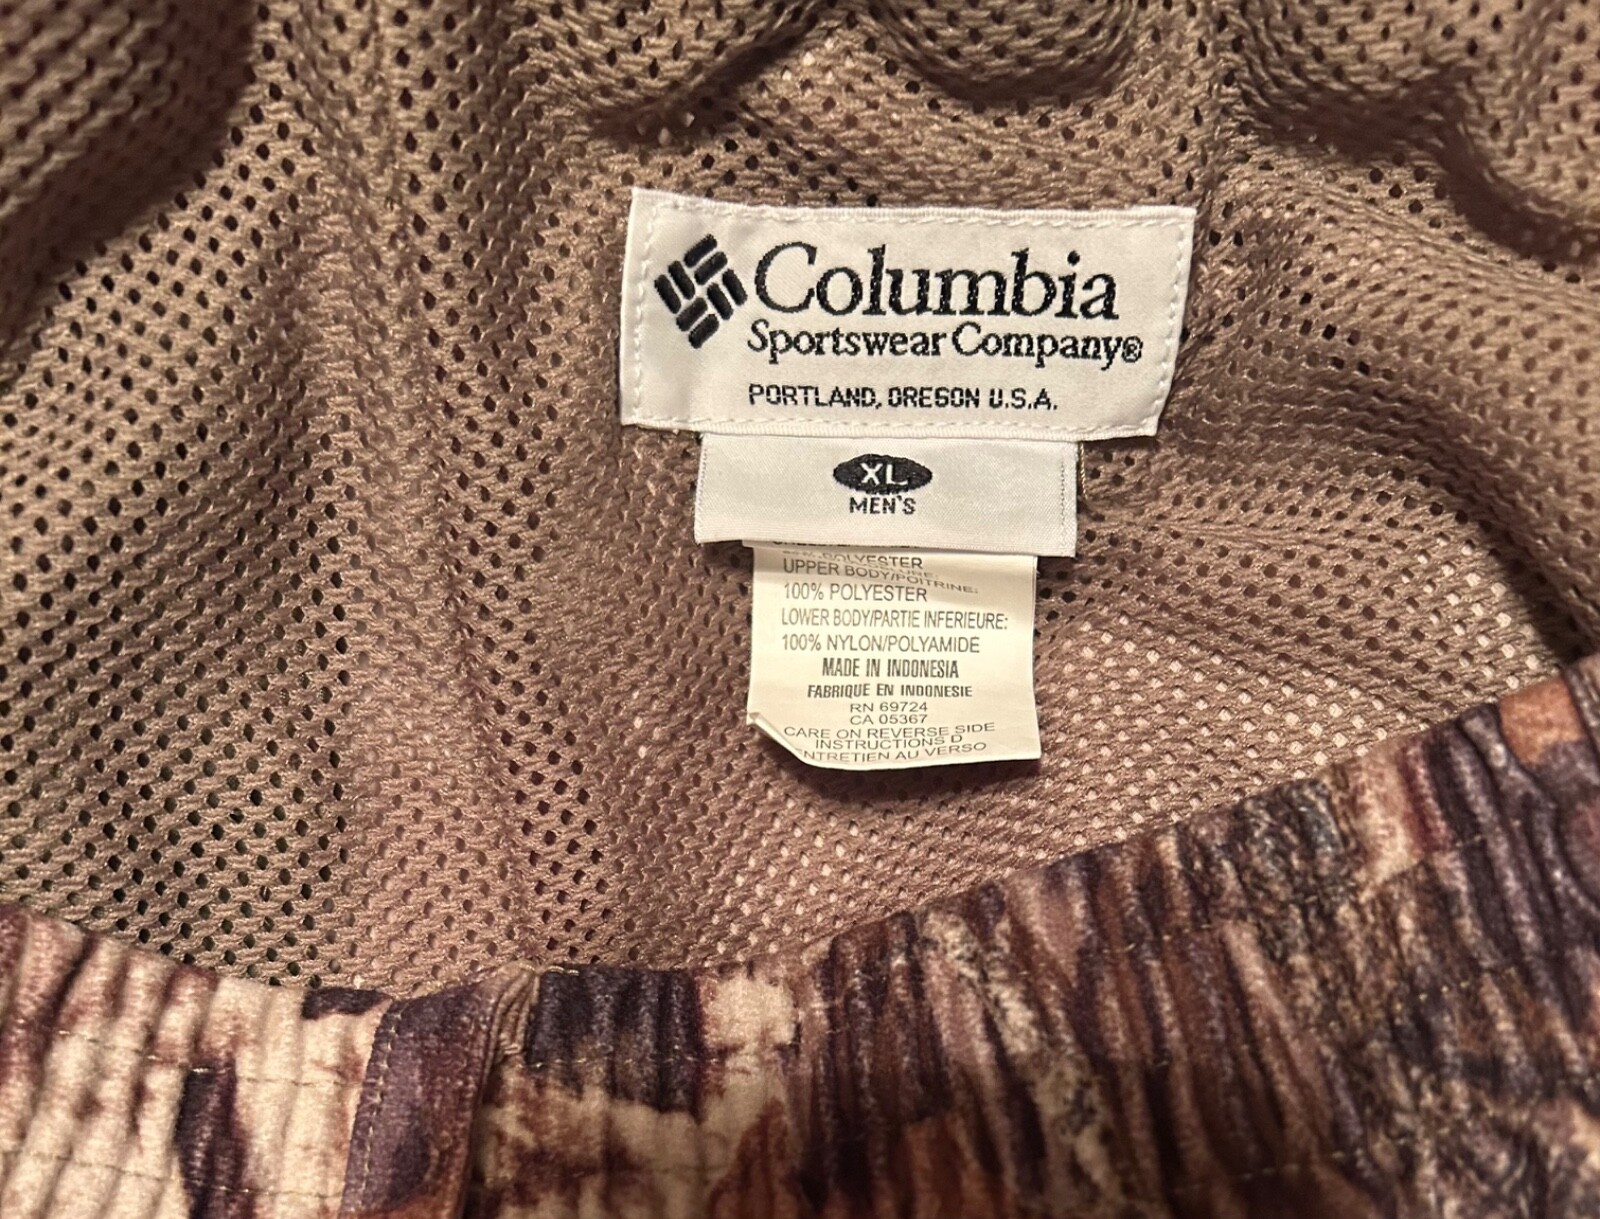 Columbia
Sportswear Company®
PORTLAND, OREGON U.S.A.
XL
MEN'S
POLYESTER
UPPER BODY/POITRINE:
100% POLYESTER
LOWER BODY/PARTIE INFERIEURE:
100% NYLON/POLYAMIDE
MADE IN INDONESIA
FABRIQUE EN INDONESIE
RN 69724
CA 05367
CARE ON REVERSE SIDE
INSTRUCTIONS D
ENTRETIEN AU VERSO